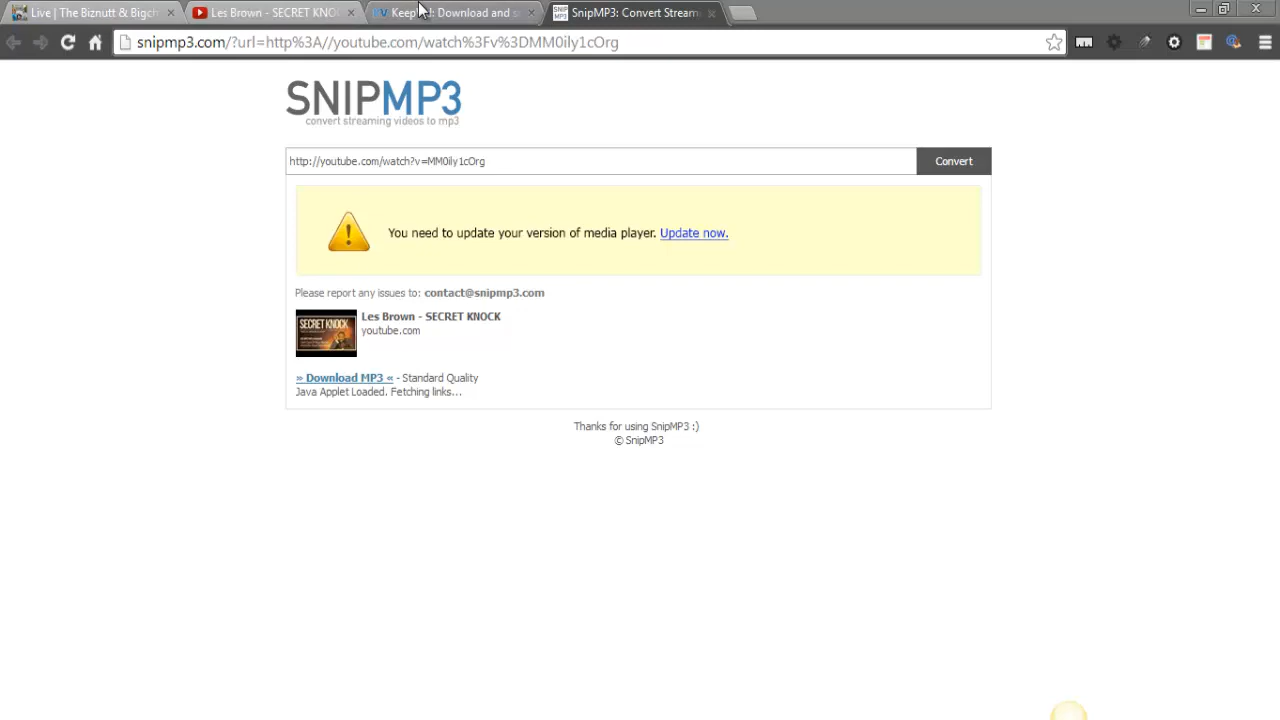 Live | The Biznutt & Bigch
Les Brown - SECRET KNO
Keep
: Download and s
SnipMP3: Convert Stream
snipmp3.com/?url=http%3A//youtube.com/watch%3Fv%3DMM0ily1cOrg
SNIPMP3
convert streaming videos to mp3
http://youtube.com/watch?v=MM0ily1cOrg
Convert
You need to update your version of media player. Update now.
Please report any issues to: contact@snipmp3.com
SECRET KNOCK
Les Brown - SECRET KNOCK
youtube.com
» Download MP3 « - Standard Quality
Java Applet Loaded. Fetching links...
Thanks for using SnipMP3 :)
© SnipMP3